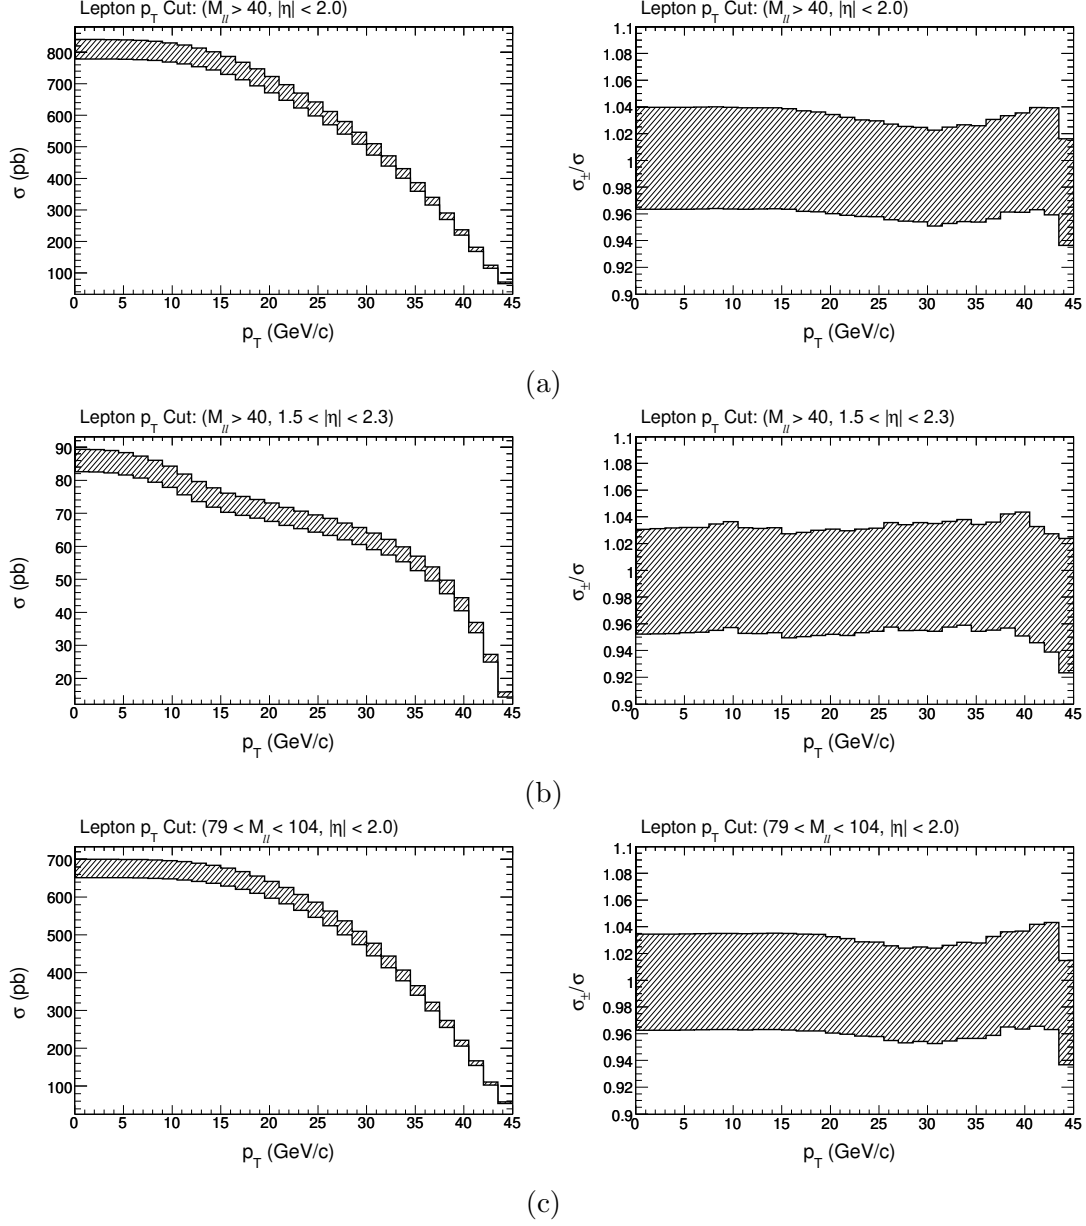 Lepton p_T Cut: (M_ll > 40, |η| < 2.0)
σ (pb)
800
700
600
500
400
300
200
100
0 5 10 15 20 25 30 35 40 45
p_T (GeV/c)
Lepton p_T Cut: (M_ll > 40, |η| < 2.0)
σ_±/σ
1.1
1.08
1.06
1.04
1.02
1
0.98
0.96
0.94
0.92
0.9
0 5 10 15 20 25 30 35 40 45
p_T (GeV/c)
(a)
Lepton p_T Cut: (M_ll > 40, 1.5 < |η| < 2.3)
σ (pb)
90
80
70
60
50
40
30
20
0 5 10 15 20 25 30 35 40 45
p_T (GeV/c)
Lepton p_T Cut: (M_ll > 40, 1.5 < |η| < 2.3)
σ_±/σ
1.1
1.08
1.06
1.04
1.02
1
0.98
0.96
0.94
0.92
0.9
0 5 10 15 20 25 30 35 40 45
p_T (GeV/c)
(b)
Lepton p_T Cut: (79 < M_ll < 104, |η| < 2.0)
σ (pb)
700
600
500
400
300
200
100
0 5 10 15 20 25 30 35 40 45
p_T (GeV/c)
Lepton p_T Cut: (79 < M_ll < 104, |η| < 2.0)
σ_±/σ
1.1
1.08
1.06
1.04
1.02
1
0.98
0.96
0.94
0.92
0.9
0 5 10 15 20 25 30 35 40 45
p_T (GeV/c)
(c)